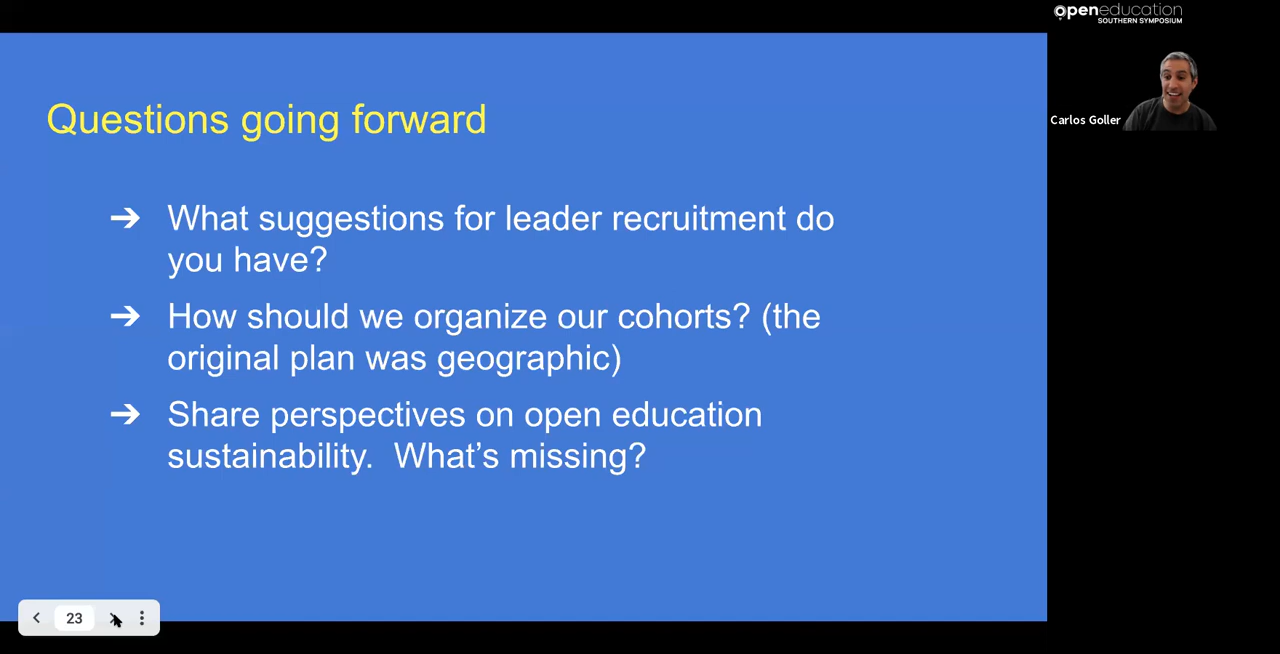 openeducation
SOUTHERN SYMPOSIUM
Questions going forward
Carlos Goller
➔ What suggestions for leader recruitment do
you have?
➔ How should we organize our cohorts? (the
original plan was geographic)
➔ Share perspectives on open education
sustainability.  What’s missing?
23